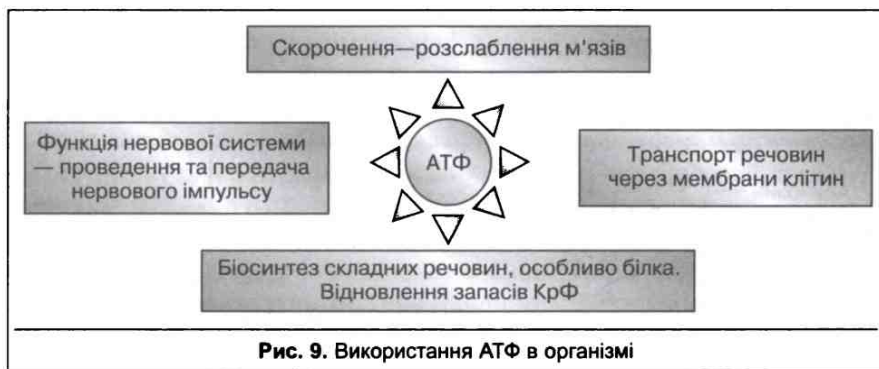 Скорочення—розслаблення м'язів
Функція нервової системи
— проведення та передача
нервового імпульсу
АТФ
Транспорт речовин
через мембрани клітин
Біосинтез складних речовин, особливо білка.
Відновлення запасів КрФ
Рис. 9. Використання АТФ в організмі